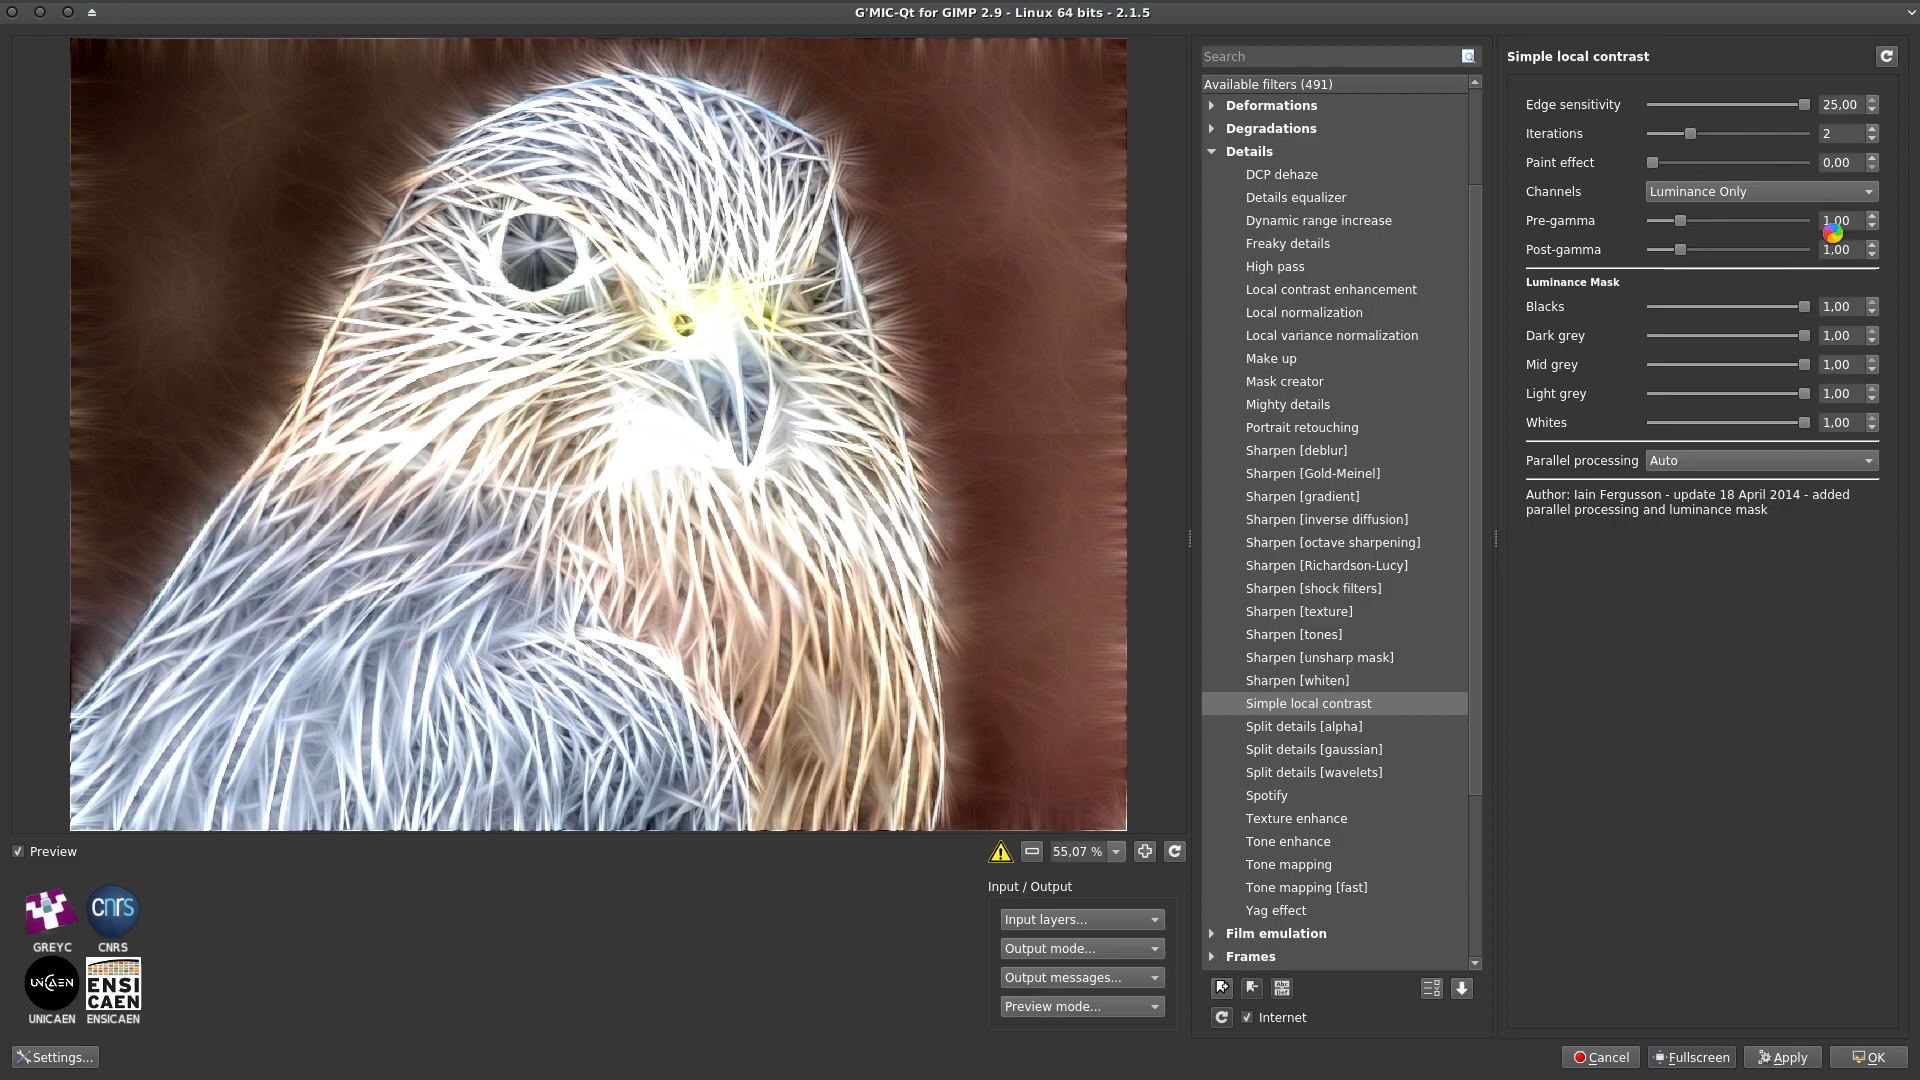 G'MIC-Qt for GIMP 2.9 - Linux 64 bits - 2.1.5
Search
Available filters (491)
Deformations
Degradations
Details
DCP dehaze
Details equalizer
Dynamic range increase
Freaky details
High pass
Local contrast enhancement
Local normalization
Local variance normalization
Make up
Mask creator
Mighty details
Portrait retouching
Sharpen [deblur]
Sharpen [Gold-Meinel]
Sharpen [gradient]
Sharpen [inverse diffusion]
Sharpen [octave sharpening]
Sharpen [Richardson-Lucy]
Sharpen [shock filters]
Sharpen [texture]
Sharpen [tones]
Sharpen [unsharp mask]
Sharpen [whiten]
Simple local contrast
Split details [alpha]
Split details [gaussian]
Split details [wavelets]
Spotify
Texture enhance
Tone enhance
Tone mapping
Tone mapping [fast]
Yag effect
Film emulation
Frames
Abc
Def
Internet
Simple local contrast
Edge sensitivity 25,00
Iterations 2
Paint effect 0,00
Channels Luminance Only
Pre-gamma 1,00
Post-gamma 1,00
Luminance Mask
Blacks 1,00
Dark grey 1,00
Mid grey 1,00
Light grey 1,00
Whites 1,00
Parallel processing Auto
Author: Iain Fergusson - update 18 April 2014 - added
parallel processing and luminance mask
Preview
55,07 %
Input / Output
Input layers...
Output mode...
Output messages...
Preview mode...
cnrs
GREYC CNRS
UNICAEN
ENSI
CAEN
UNICAEN ENSICAEN
Settings...
Cancel
Fullscreen
Apply
OK